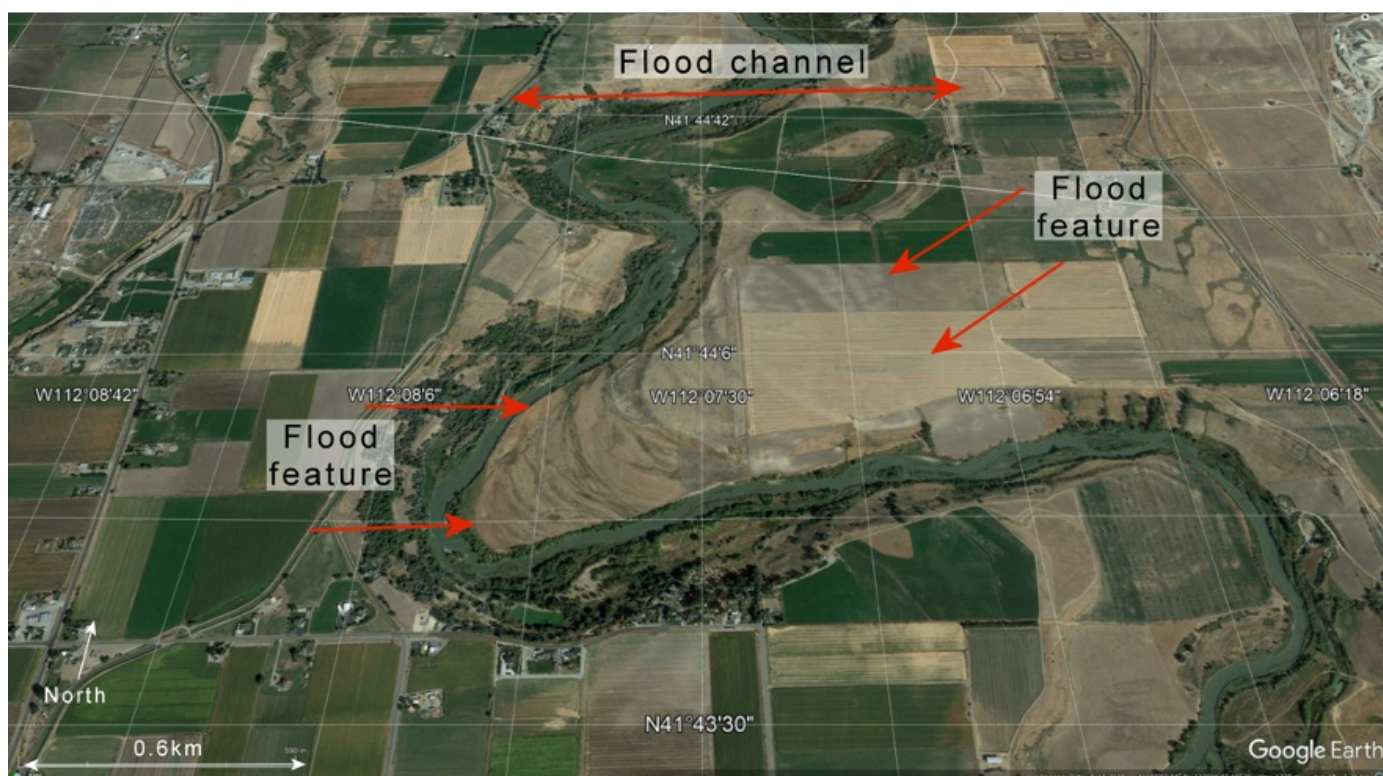 Flood channel
N41°44'42"
Flood
feature
N41°44'6"
W112°08'42"
W112°08'6"
W112°07'30"
W112°06'54"
W112°06'18"
Flood
feature
North
N41°43'30"
0.6km
590 m
Google Earth